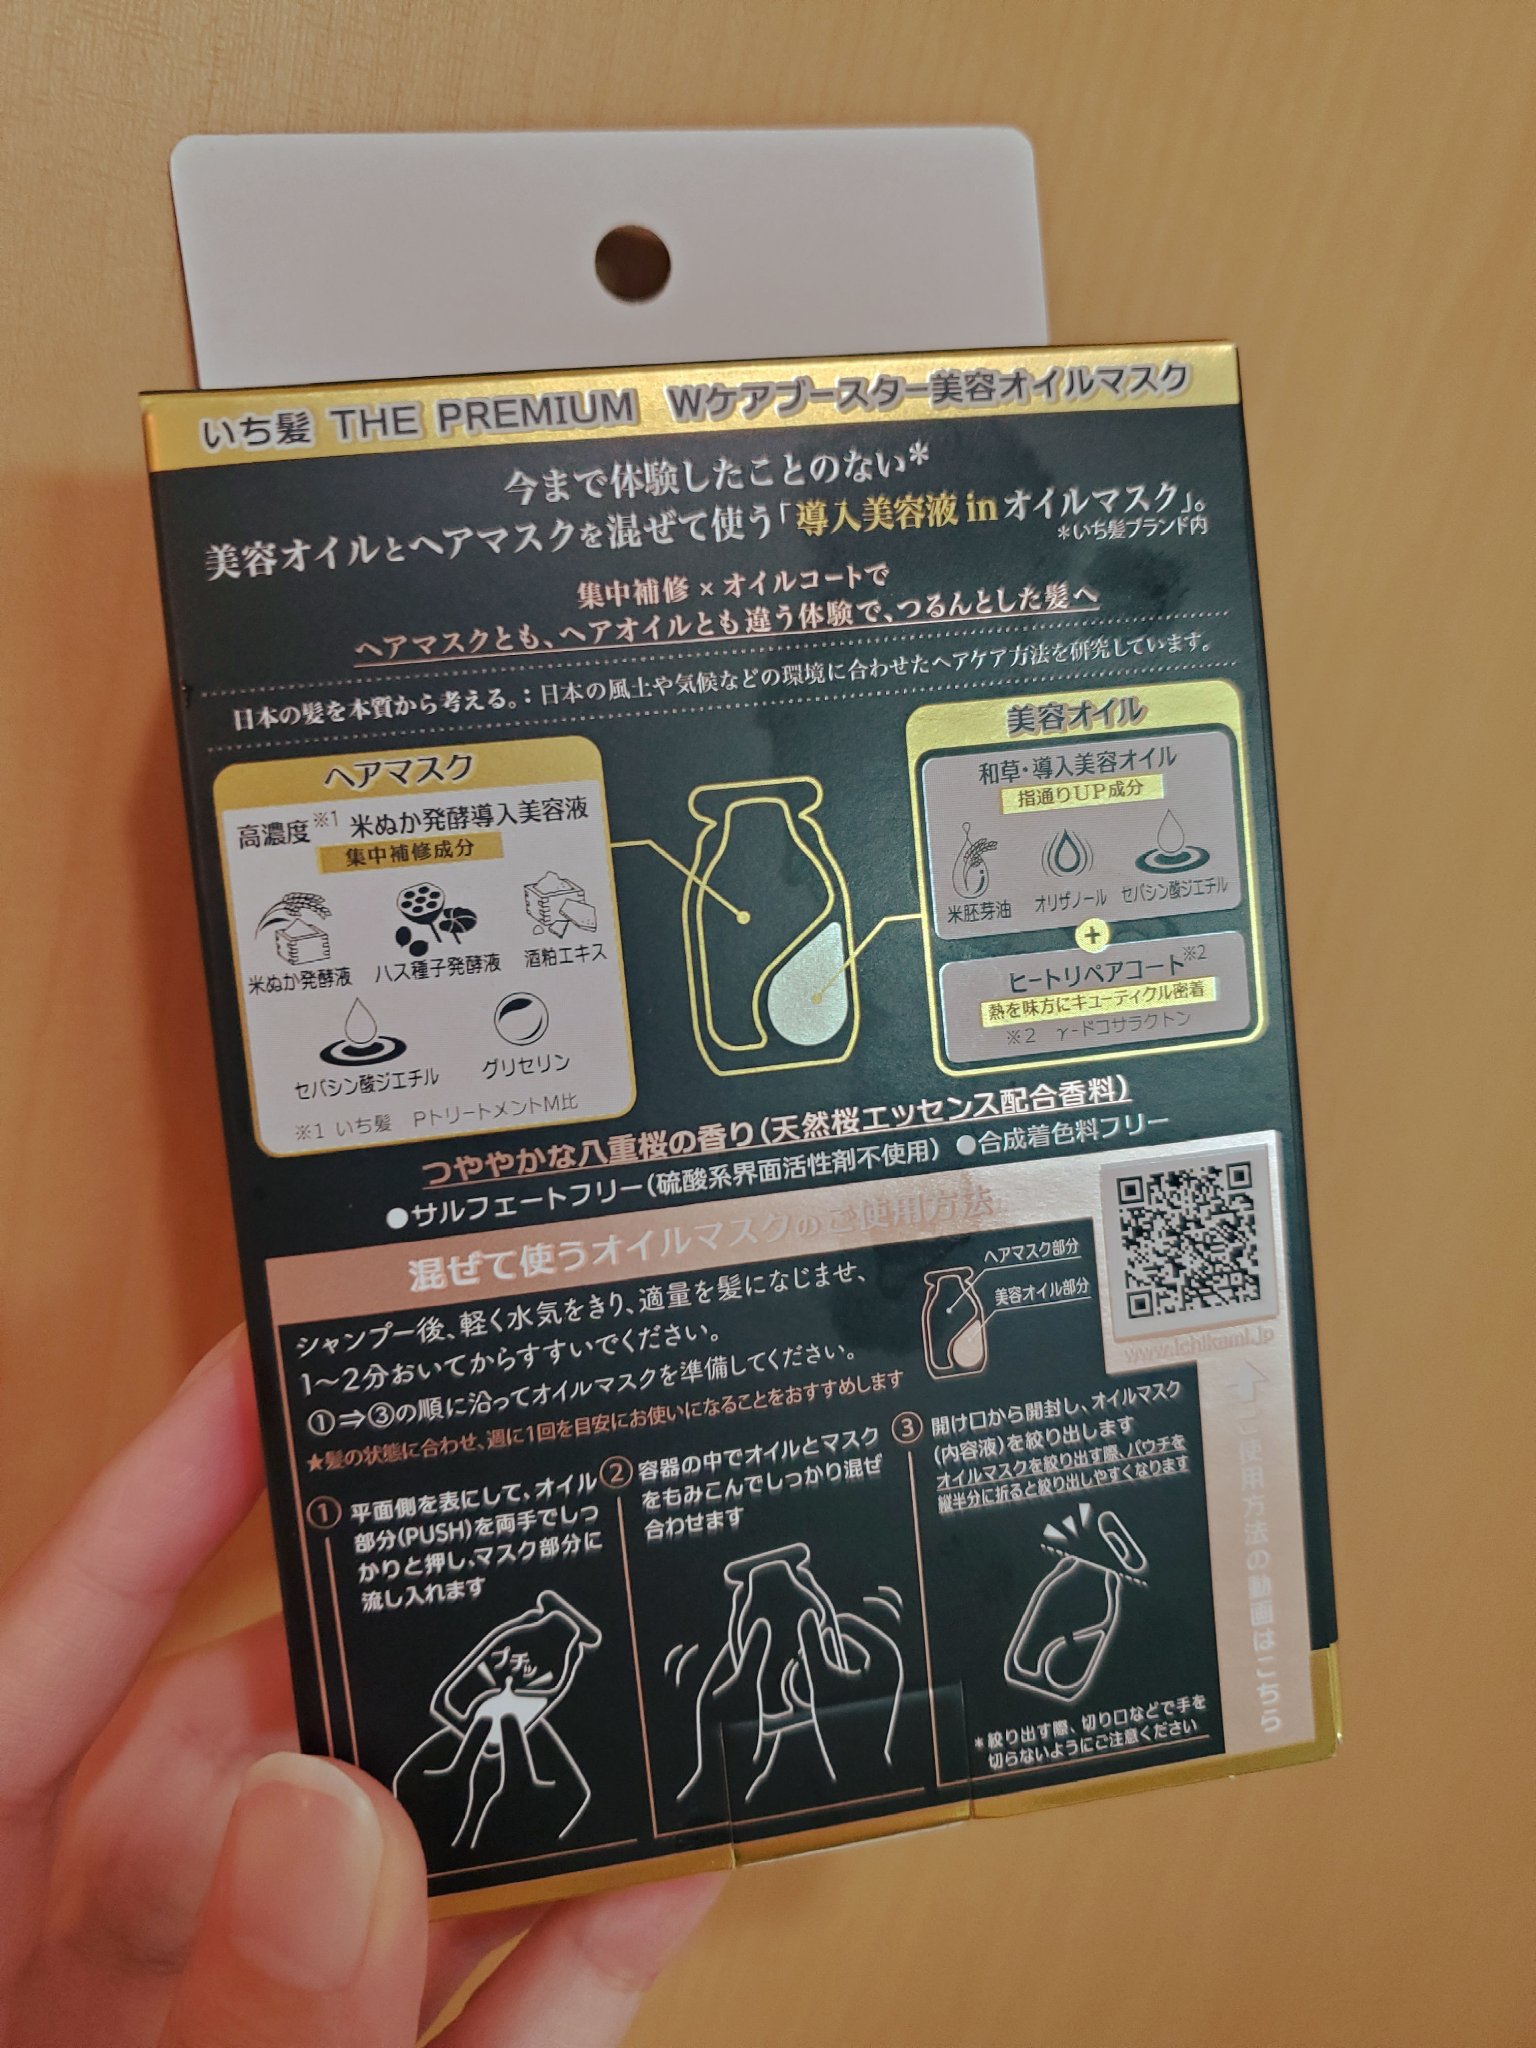 いち髪 THE PREMIUM Wケアブースター美容オイルマスク
今まで体験したことのない*
美容オイルとヘアマスクを混ぜて使う「導入美容液inオイルマスク」。
*いち髪ブランド内
集中補修×オイルコートで
ヘアマスクとも、ヘアオイルとも違う体験で、つるんとした髪へ
日本の髪を本質から考える。:日本の風土や気候などの環境に合わせたヘアケア方法を研究しています。
ヘアマスク
高濃度※1 米ぬか発酵導入美容液
集中補修成分
米ぬか発酵液 ハス種子発酵液 酒粕エキス
セバシン酸ジエチル グリセリン
※1 いち髪 PトリートメントM比
美容オイル
和草・導入美容オイル
指通りUP成分
米胚芽油 オリザノール セバシン酸ジエチル
+
ヒートリペアコート※2
熱を味方にキューティクル密着
※2 γ-ドコサラクトン
つややかな八重桜の香り(天然桜エッセンス配合香料)
●サルフェートフリー(硫酸系界面活性剤不使用) ●合成着色料フリー
混ぜて使うオイルマスクのご使用方法
シャンプー後、軽く水気をきり、適量を髪になじませ、
1〜2分おいてからすすいでください。
①⇒③の順に沿ってオイルマスクを準備してください。
★髪の状態に合わせ、週に1回を目安にお使いになることをおすすめします
ヘアマスク部分
美容オイル部分
www.ichikami.jp
ご使用方法の動画はこちら
① 平面側を表にして、オイル
部分(PUSH)を両手でしっ
かりと押し、マスク部分に
流し入れます
プチッ
② 容器の中でオイルとマスク
をもみこんでしっかり混ぜ
合わせます
③ 開け口から開封し、オイルマスク
(内容液)を絞り出します
オイルマスクを絞り出す際、パウチを
縦半分に折ると絞り出しやすくなります
*絞り出す際、切り口などで手を
切らないようにご注意ください